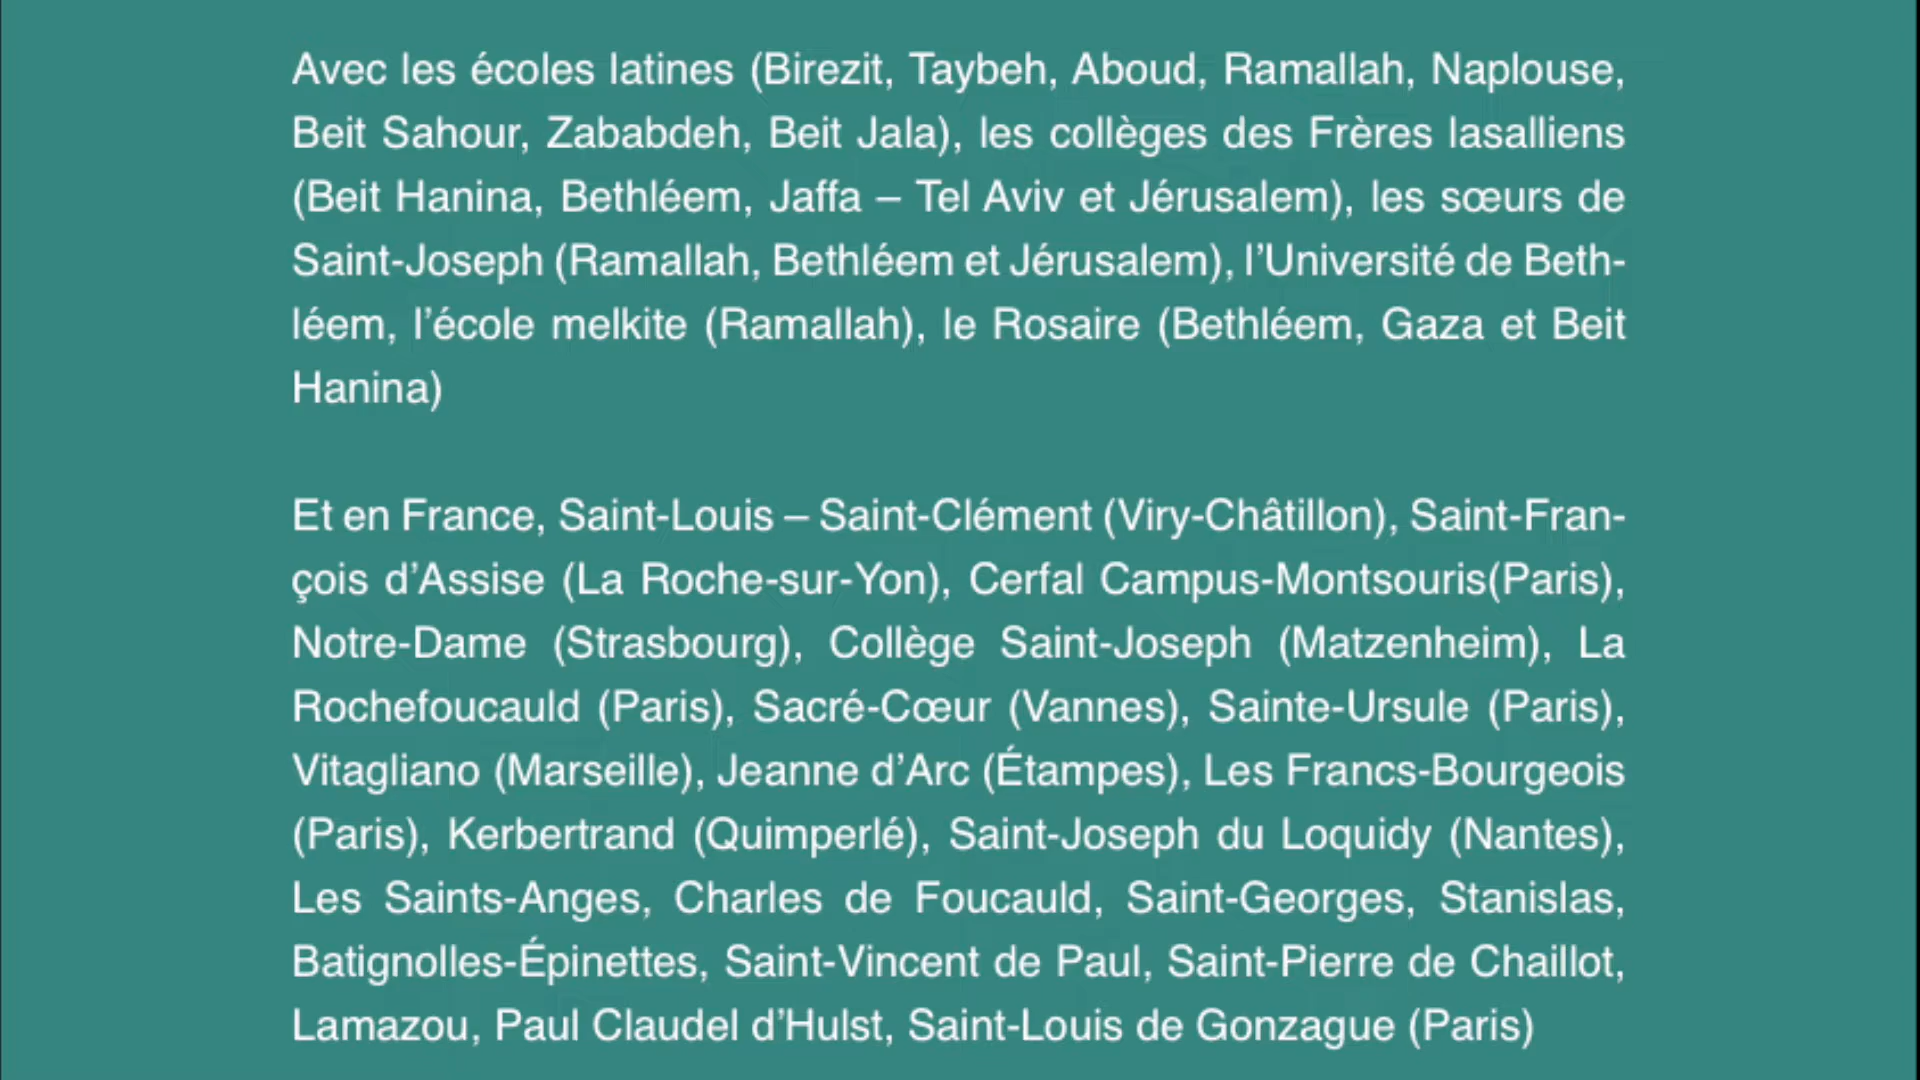 Avec les écoles latines (Birezit, Taybeh, Aboud, Ramallah, Naplouse,
Beit Sahour, Zababdeh, Beit Jala), les collèges des Frères lasalliens
(Beit Hanina, Bethléem, Jaffa – Tel Aviv et Jérusalem), les sœurs de
Saint-Joseph (Ramallah, Bethléem et Jérusalem), l’Université de Beth-
léem, l’école melkite (Ramallah), le Rosaire (Bethléem, Gaza et Beit
Hanina)
Et en France, Saint-Louis – Saint-Clément (Viry-Châtillon), Saint-Fran-
çois d’Assise (La Roche-sur-Yon), Cerfal Campus-Montsouris(Paris),
Notre-Dame (Strasbourg), Collège Saint-Joseph (Matzenheim), La
Rochefoucauld (Paris), Sacré-Cœur (Vannes), Sainte-Ursule (Paris),
Vitagliano (Marseille), Jeanne d’Arc (Étampes), Les Francs-Bourgeois
(Paris), Kerbertrand (Quimperlé), Saint-Joseph du Loquidy (Nantes),
Les Saints-Anges, Charles de Foucauld, Saint-Georges, Stanislas,
Batignolles-Épinettes, Saint-Vincent de Paul, Saint-Pierre de Chaillot,
Lamazou, Paul Claudel d’Hulst, Saint-Louis de Gonzague (Paris)